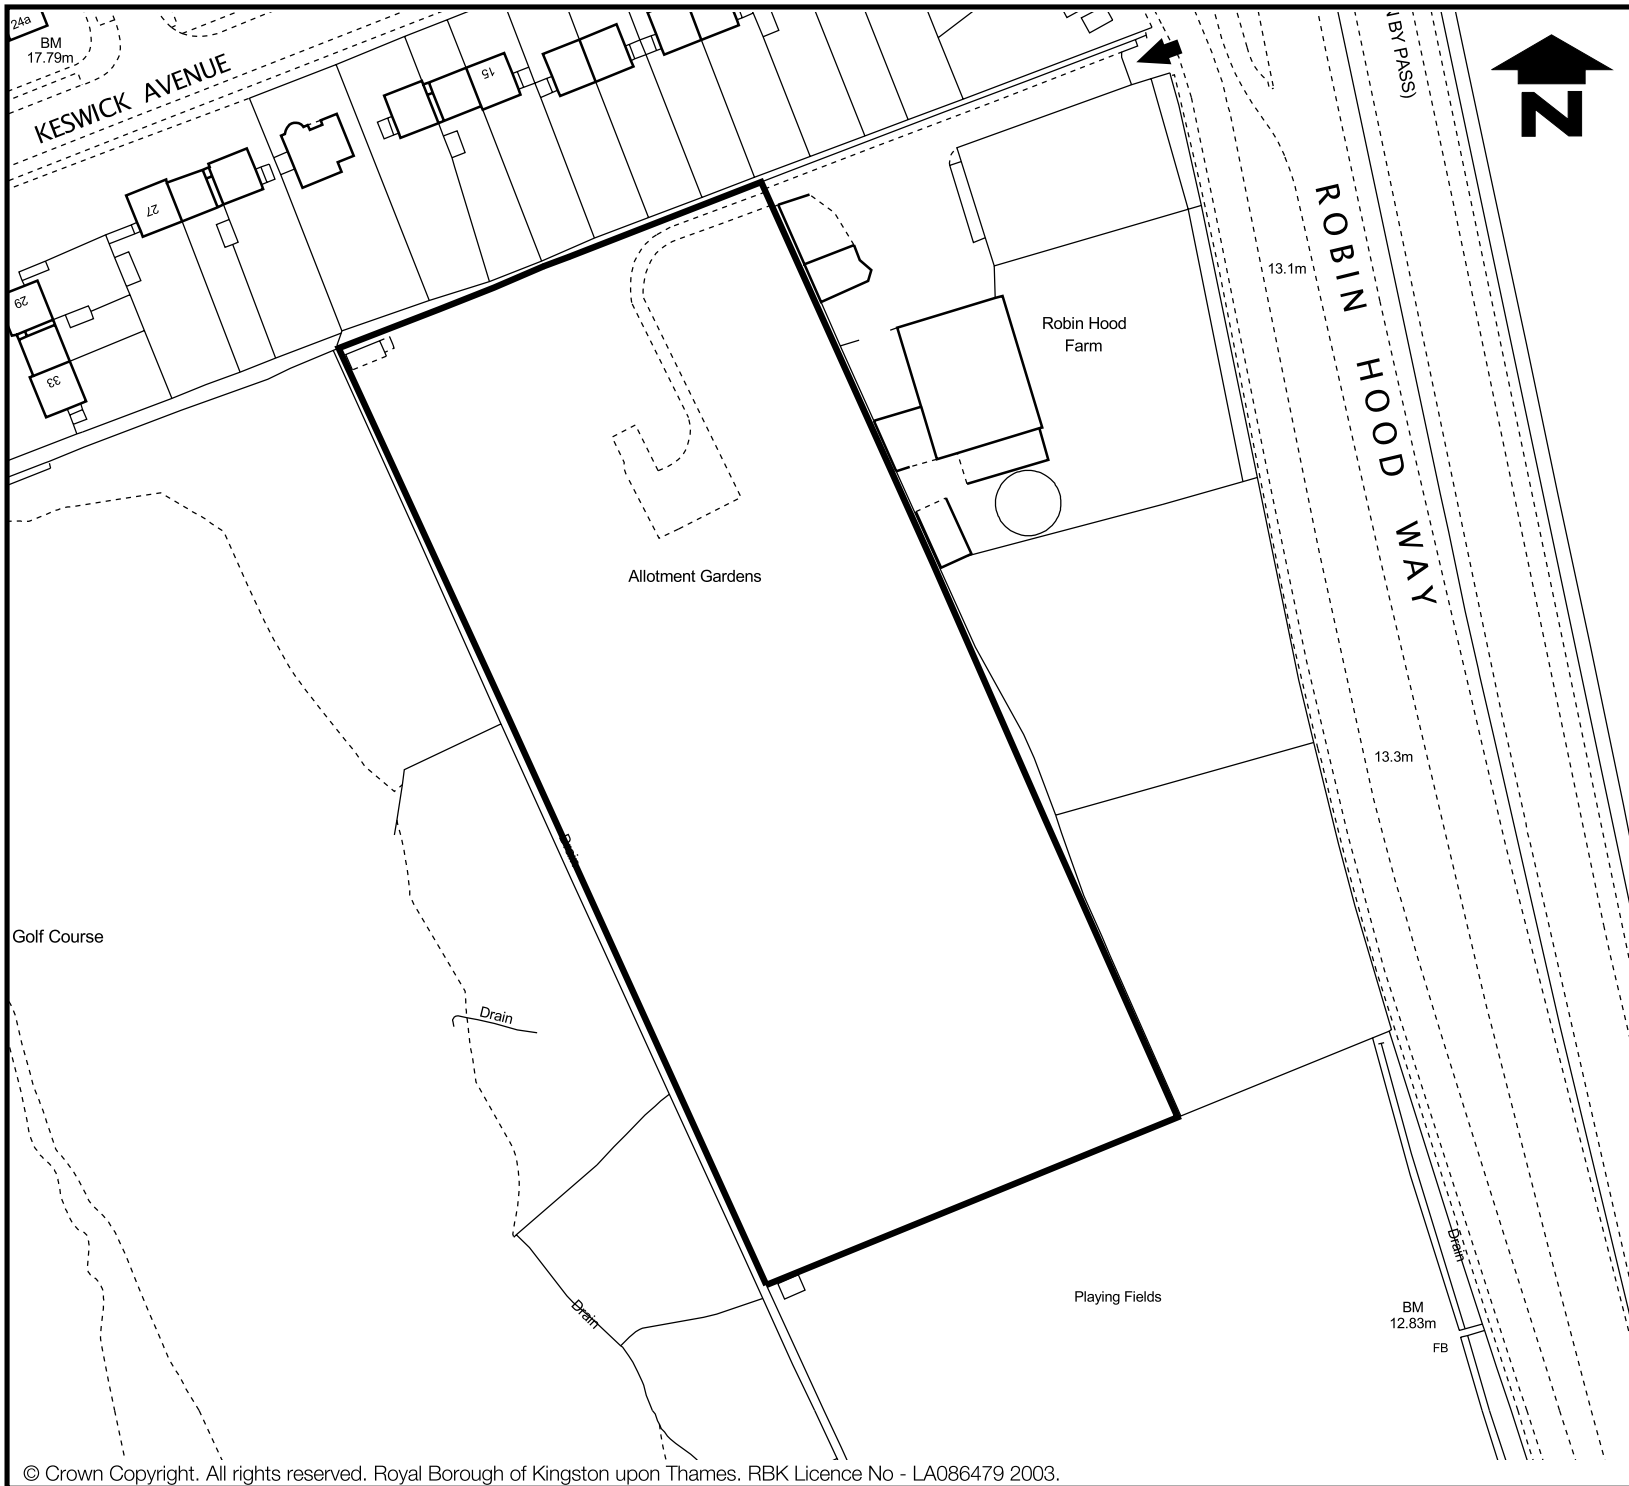 24a
BM
17.79m
KESWICK AVENUE
15
27
29
33
N BY PASS)
N
ROBIN HOOD WAY
13.1m
Robin Hood
Farm
Allotment Gardens
13.3m
Drain
Golf Course
Drain
Drain
Drain
Playing Fields
BM
12.83m
FB
© Crown Copyright. All rights reserved. Royal Borough of Kingston upon Thames. RBK Licence No - LA086479 2003.